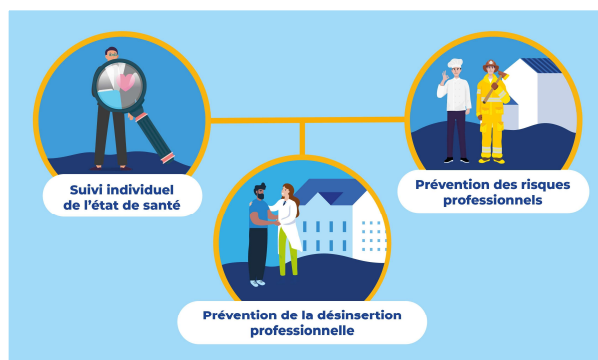 Suivi individuel
de l'état de santé
Prévention des risques
professionnels
Prévention de la désinsertion
professionnelle